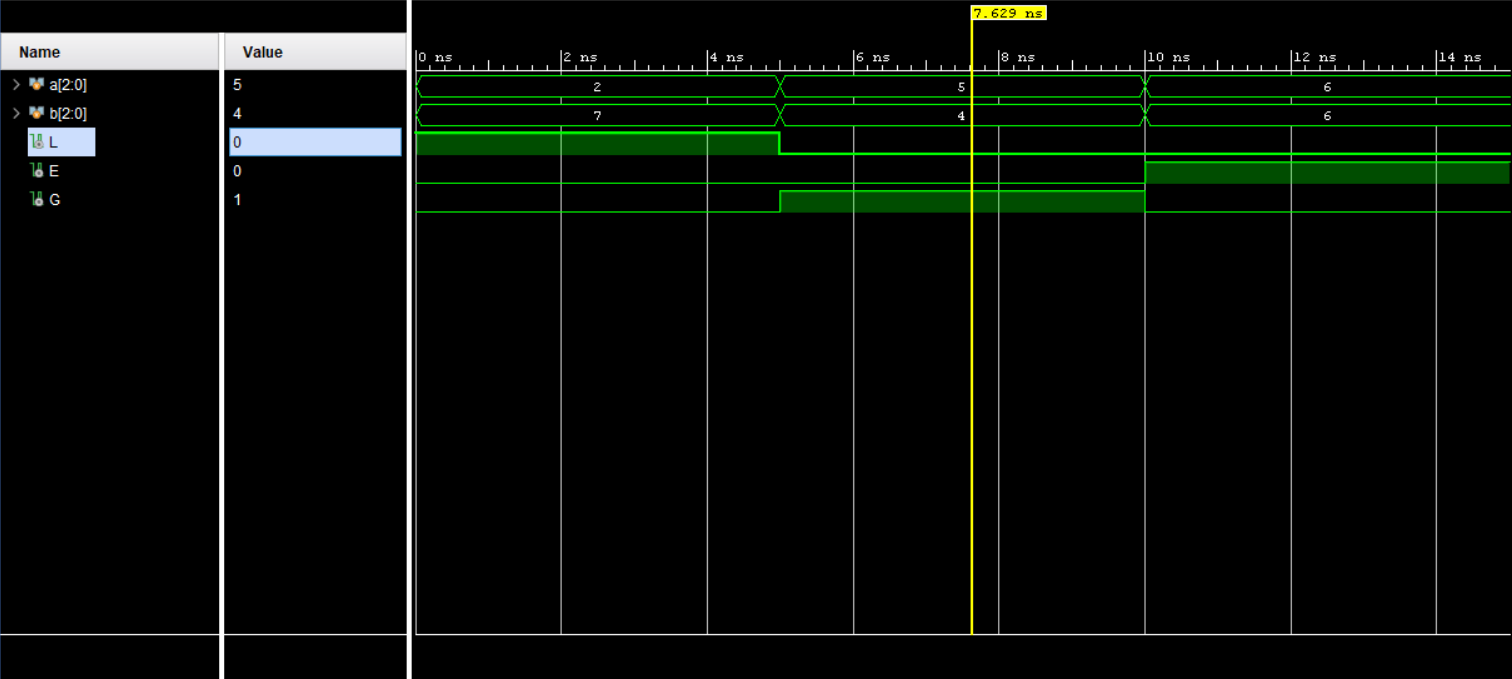 7.629 ns
Name Value 0 ns 2 ns 4 ns 6 ns 8 ns 10 ns 12 ns 14 ns
a[2:0] 5 2 5 6
b[2:0] 4 7 4 6
L 0
E 0
G 1